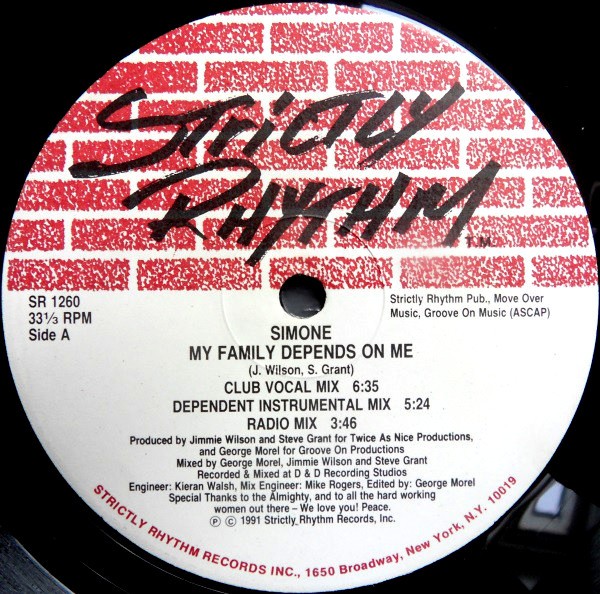 STRICTLY
RHYTHM
T.M.
SR 1260
33⅓ RPM
Side A
Strictly Rhythm Pub., Move Over
Music, Groove On Music (ASCAP)
SIMONE
MY FAMILY DEPENDS ON ME
(J. Wilson, S. Grant)
CLUB VOCAL MIX 6:35
DEPENDENT INSTRUMENTAL MIX 5:24
RADIO MIX 3:46
Produced by Jimmie Wilson and Steve Grant for Twice As Nice Productions,
and George Morel for Groove On Productions
Mixed by George Morel, Jimmie Wilson and Steve Grant
Recorded & Mixed at D & D Recording Studios
Engineer: Kieran Walsh, Mix Engineer: Mike Rogers, Edited by: George Morel
Special Thanks to the Almighty, and to all the hard working
women out there – We love you! Peace.
℗ © 1991 Strictly Rhythm Records, Inc.
STRICTLY RHYTHM RECORDS INC., 1650 Broadway, New York, N.Y. 10019